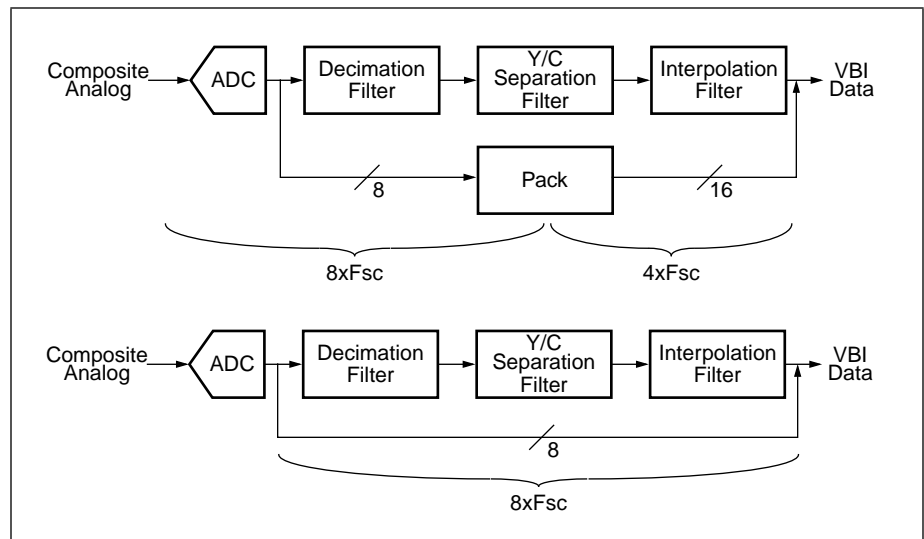 Composite
Analog
ADC
Decimation
Filter
Y/C
Separation
Filter
Interpolation
Filter
VBI
Data
8
Pack
16
8xFsc
4xFsc
Composite
Analog
ADC
Decimation
Filter
Y/C
Separation
Filter
Interpolation
Filter
VBI
Data
8
8xFsc